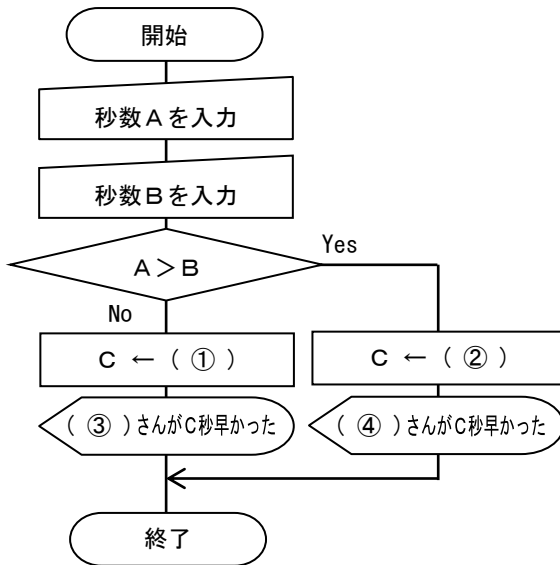 開始
秒数Aを入力
秒数Bを入力
A>B
Yes
No
C ← ( ① )
C ← ( ② )
( ③ )さんがC秒早かった
( ④ )さんがC秒早かった
終了